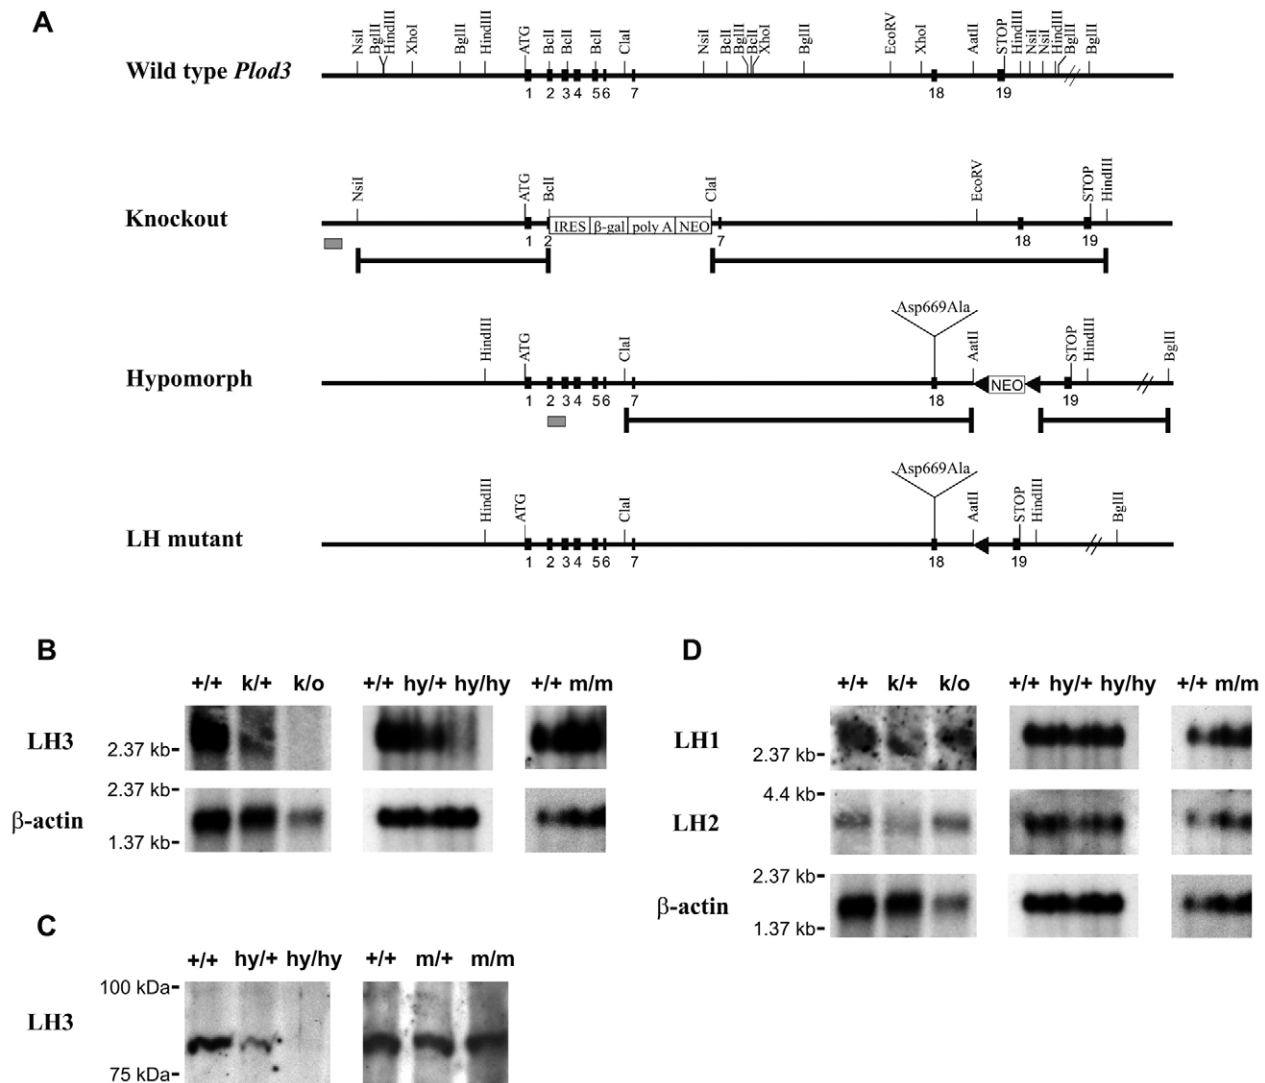 A
NsiI BglII HindIII XhoI BglII HindIII ATG BclI BclI BclI ClaI NsiI BclI BglII BclI XhoI BglII EcoRV XhoI AatII STOP HindIII NsiI NsiI HindIII BglII BglII
Wild type Plod3
1 2 3 4 5 6 7 18 19
NsiI ATG BclI ClaI EcoRV STOP HindIII
Knockout
IRES β-gal poly A NEO
1 2 7 18 19
Asp669Ala
HindIII ATG ClaI AatII STOP HindIII BglII
Hypomorph
NEO
1 2 3 4 5 6 7 18 19
Asp669Ala
HindIII ATG ClaI AatII STOP HindIII BglII
LH mutant
1 2 3 4 5 6 7 18 19
B
+/+ k/+ k/o +/+ hy/+ hy/hy +/+ m/m
LH3
2.37 kb-
2.37 kb-
β-actin
1.37 kb-
C
+/+ hy/+ hy/hy +/+ m/+ m/m
100 kDa-
LH3
75 kDa-
D
+/+ k/+ k/o +/+ hy/+ hy/hy +/+ m/m
LH1
2.37 kb-
4.4 kb-
LH2
2.37 kb-
β-actin
1.37 kb-